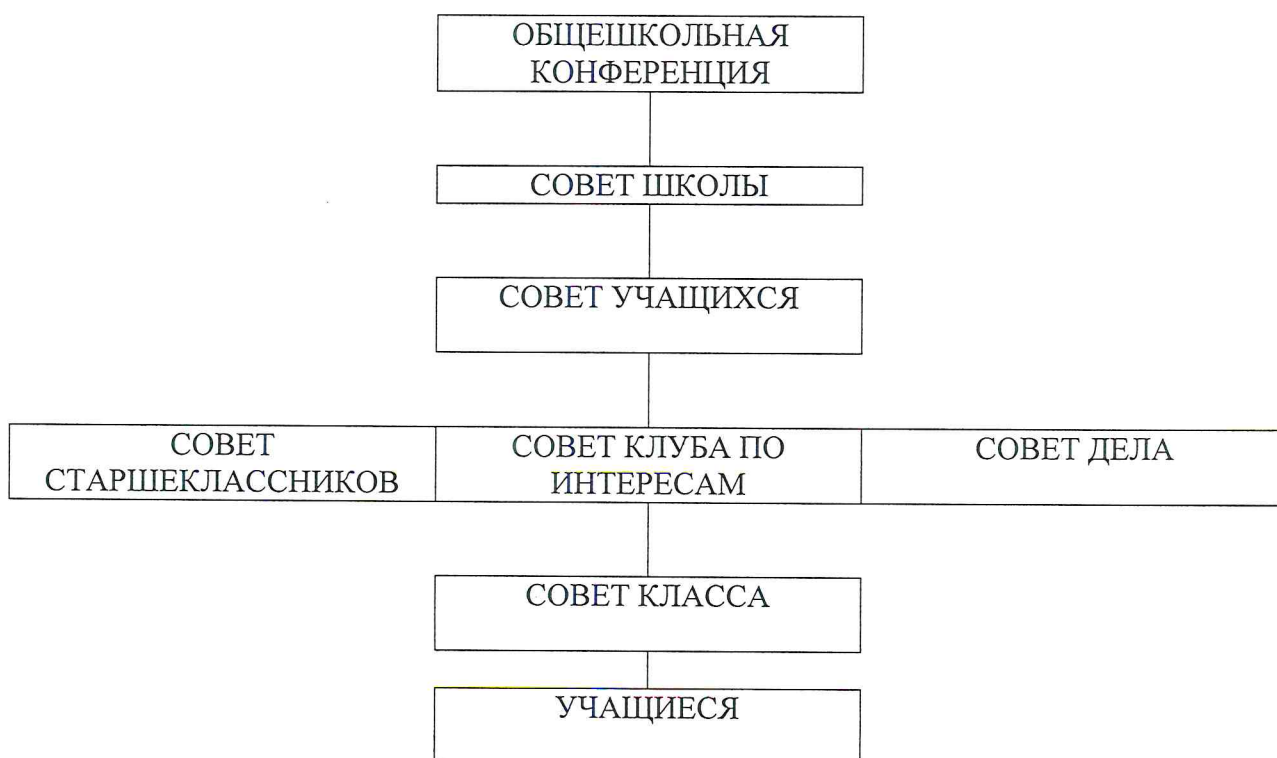 ОБЩЕШКОЛЬНАЯ
КОНФЕРЕНЦИЯ
СОВЕТ ШКОЛЫ
СОВЕТ УЧАЩИХСЯ
СОВЕТ
СТАРШЕКЛАССНИКОВ
СОВЕТ КЛУБА ПО
ИНТЕРЕСАМ
СОВЕТ ДЕЛА
СОВЕТ КЛАССА
УЧАЩИЕСЯ